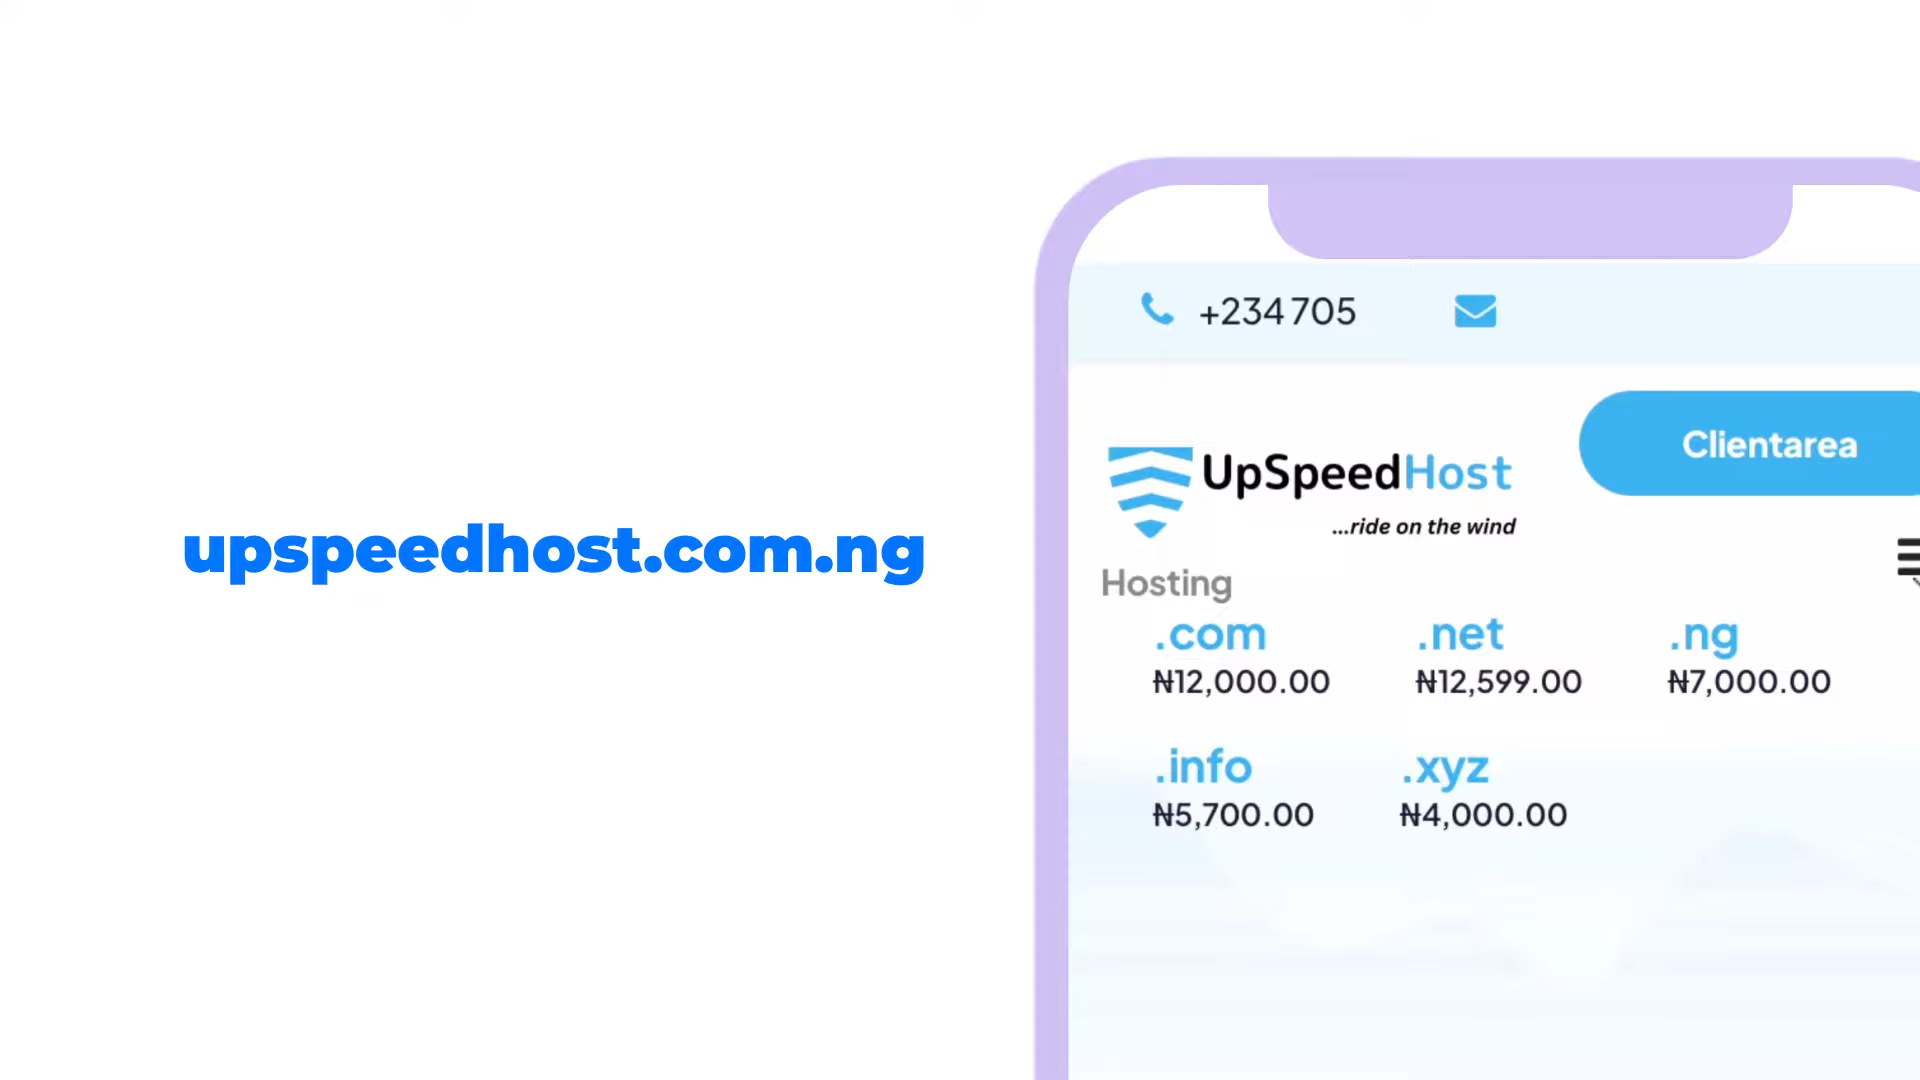 upspeedhost.com.ng
+234 705
Clientarea
UpSpeedHost
...ride on the wind
Hosting
.com .net .ng
₦12,000.00 ₦12,599.00 ₦7,000.00
.info .xyz
₦5,700.00 ₦4,000.00